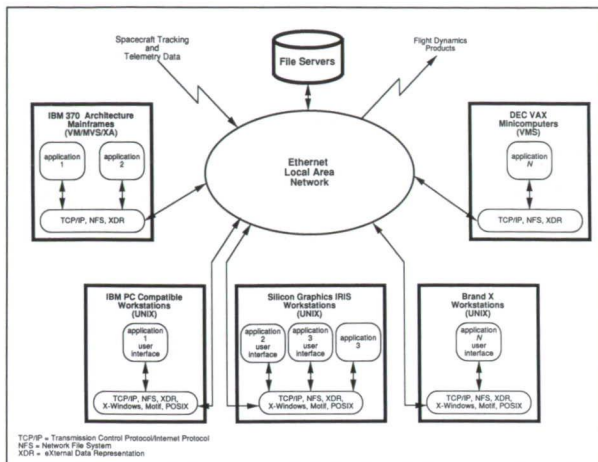 Spacecraft Tracking
and
Telemetry Data
File Servers
Flight Dynamics
Products
IBM 370 Architecture
Mainframes
(VM/MVS/XA)
application
1
application
2
TCP/IP, NFS, XDR
Ethernet
Local Area
Network
DEC VAX
Minicomputers
(VMS)
application
N
TCP/IP, NFS, XDR
IBM PC Compatible
Workstations
(UNIX)
application
1
user
interface
TCP/IP, NFS, XDR,
X-Windows, Motif, POSIX
Silicon Graphics IRIS
Workstations
(UNIX)
application
2
user
interface
application
3
user
interface
application
3
TCP/IP, NFS, XDR,
X-Windows, Motif, POSIX
Brand X
Workstations
(UNIX)
application
N
user
interface
TCP/IP, NFS, XDR,
X-Windows, Motif, POSIX
TCP/IP = Transmission Control Protocol/Internet Protocol
NFS = Network File System
XDR = eXternal Data Representation